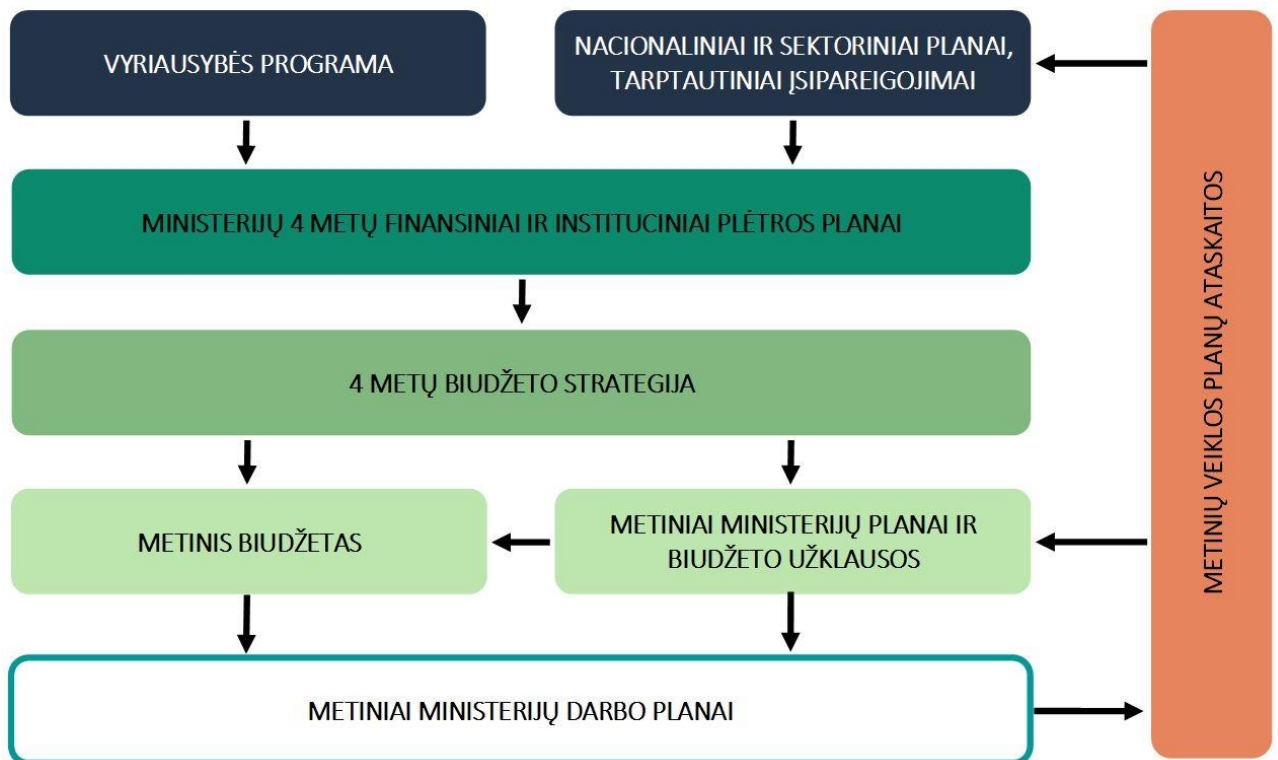 VYRIAUSYBĖS PROGRAMA
NACIONALINIAI IR SEKTORINIAI PLANAI,
TARPTAUTINIAI ĮSIPAREIGOJIMAI
MINISTERIJŲ 4 METŲ FINANSINIAI IR INSTITUCINIAI PLĖTROS PLANAI
4 METŲ BIUDŽETO STRATEGIJA
METINIS BIUDŽETAS
METINIAI MINISTERIJŲ PLANAI IR
BIUDŽETO UŽKLAUSOS
METINIAI MINISTERIJŲ DARBO PLANAI
METINIŲ VEIKLOS PLANŲ ATASKAITOS